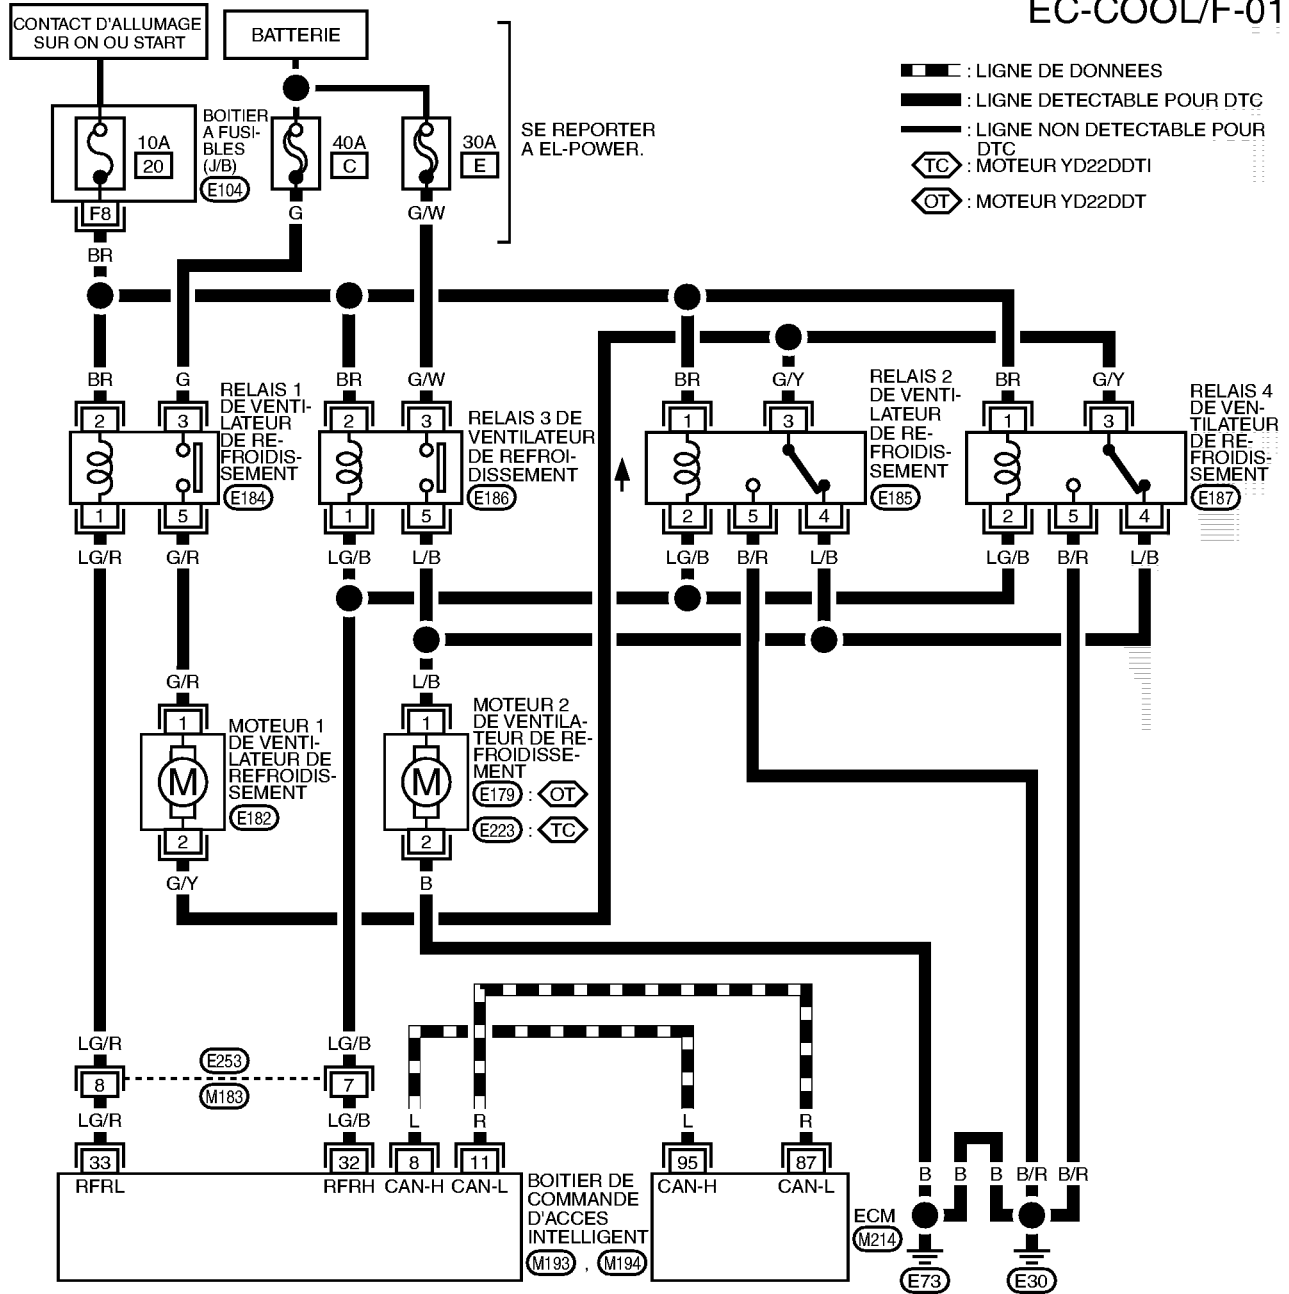 EC-COOL/F-01
CONTACT D'ALLUMAGE
SUR ON OU START
BATTERIE
: LIGNE DE DONNEES
: LIGNE DETECTABLE POUR DTC
: LIGNE NON DETECTABLE POUR
DTC
TC : MOTEUR YD22DDTI
OT : MOTEUR YD22DDT
10A
20
BOITIER
A FUSI-
BLES
(J/B)
E104
40A
C
30A
E
SE REPORTER
A EL-POWER.
F8
G
G/W
BR
BR
G
BR
G/W
BR
G/Y
BR
G/Y
2
3
RELAIS 1
DE VENTI-
LATEUR
DE RE-
FROIDIS-
SEMENT
E184
2
3
RELAIS 3 DE
VENTILATEUR
DE REFROI-
DISSEMENT
E186
1
3
RELAIS 2
DE VENTI-
LATEUR
DE RE-
FROIDIS-
SEMENT
E185
1
3
RELAIS 4
DE VEN-
TILATEUR
DE RE-
FROIDIS-
SEMENT
E187
1
5
1
5
2
5
4
2
5
4
LG/R
G/R
LG/B
L/B
LG/B
B/R
L/B
LG/B
B/R
L/B
G/R
L/B
1
M
2
MOTEUR 1
DE VENTI-
LATEUR DE
REFROIDIS-
SEMENT
E182
1
M
2
MOTEUR 2
DE VENTILA-
TEUR DE RE-
FROIDISSE-
MENT
E179 : OT
E223 : TC
G/Y
B
LG/R
LG/B
8
E253
M183
7
LG/R
LG/B
L
R
L
R
33
32
8
11
95
87
RFRL
RFRH
CAN-H
CAN-L
CAN-H
CAN-L
BOITIER DE
COMMANDE
D'ACCES
INTELLIGENT
M193 , M194
ECM
M214
B
B
B
B/R
B/R
E73
E30